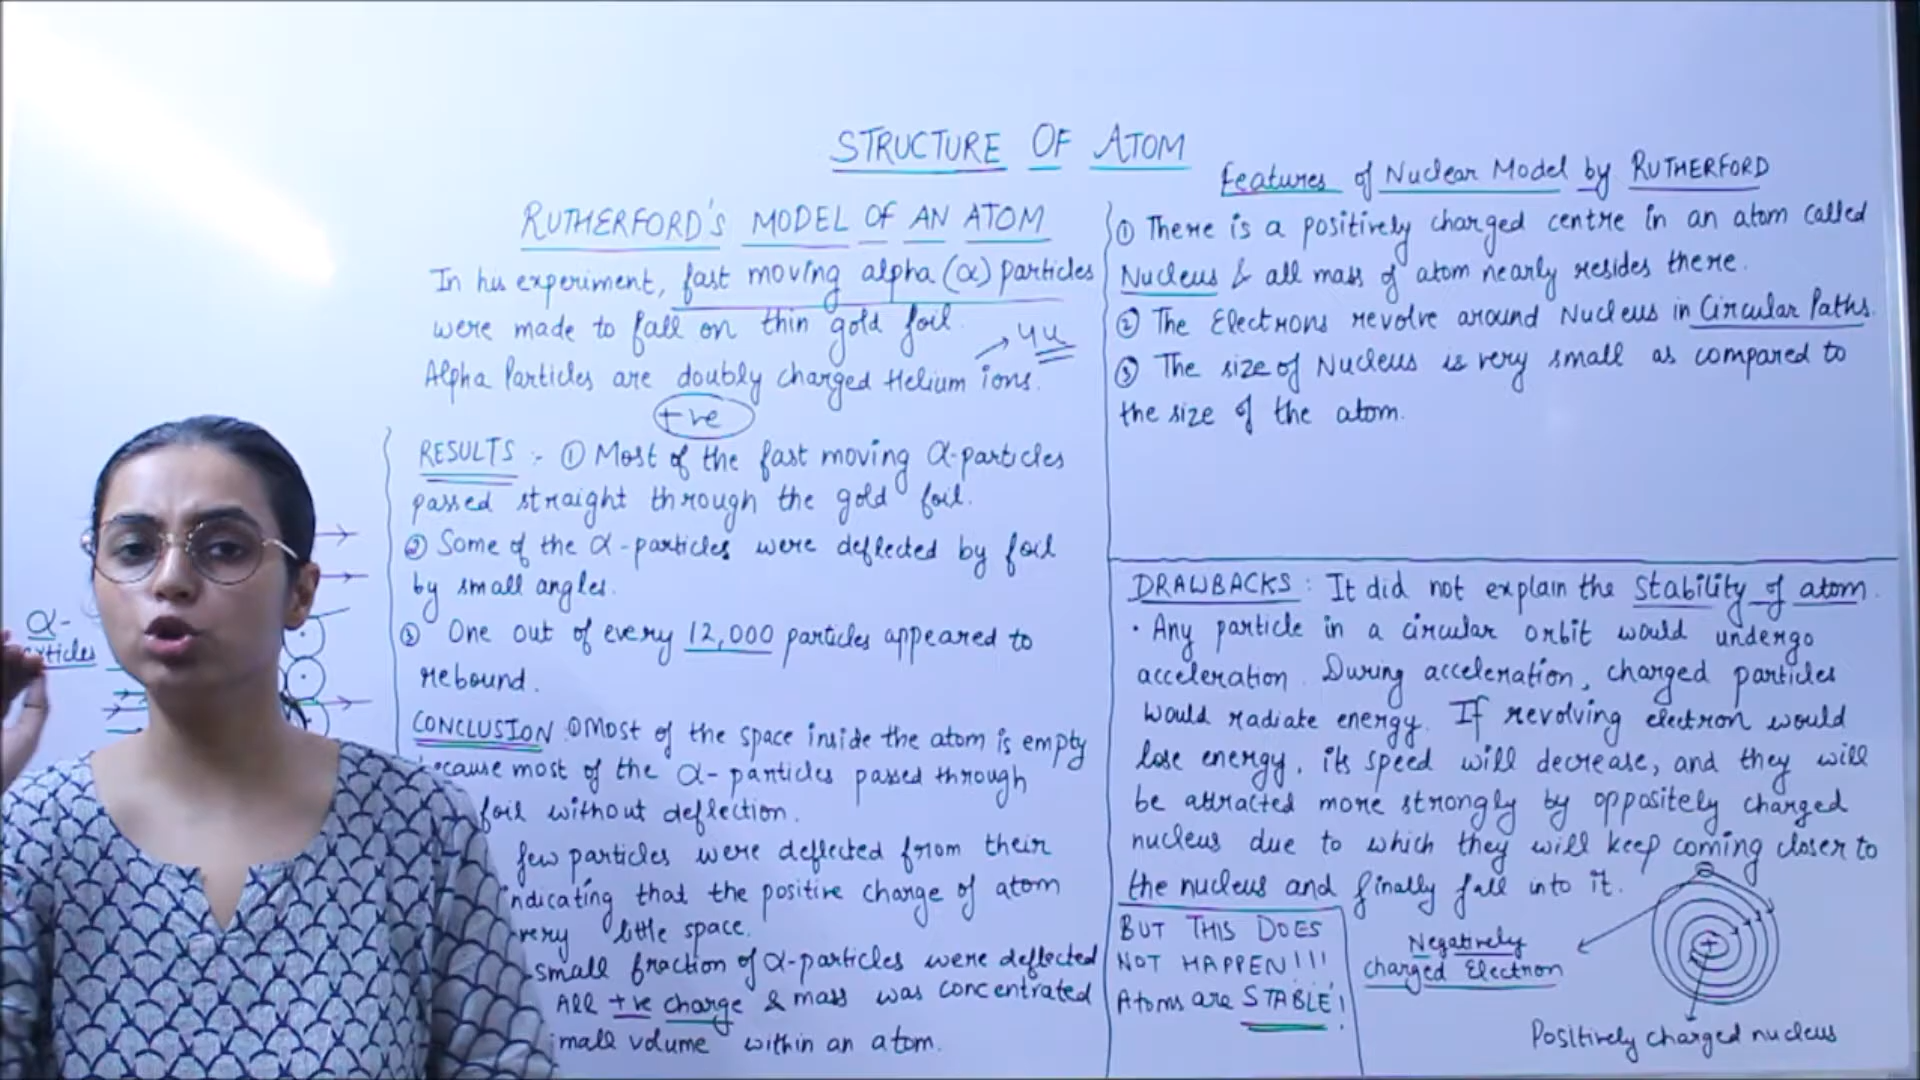 STRUCTURE OF ATOM
RUTHERFORD'S MODEL OF AN ATOM
In his experiment, fast moving alpha (α) particles
were made to fall on thin gold foil.
4u
Alpha Particles are doubly charged Helium ions.
+ve
RESULTS :- ① Most of the fast moving α-particles
passed straight through the gold foil.
② Some of the α-particles were deflected by foil
by small angles.
③ One out of every 12,000 particles appeared to
rebound.
CONCLUSION ① Most of the space inside the atom is empty
most of the α-particles passed through
foil without deflection.
few particles were deflected from their
that the positive charge of atom
little space.
small fraction of α-particles were deflected
All +ve charge & mass was concentrated
volume within an atom.
α-
Features of Nuclear Model by RUTHERFORD
① There is a positively charged centre in an atom called
Nucleus & all mass of atom nearly resides there.
② The Electrons revolve around Nucleus in Circular Paths.
③ The size of Nucleus is very small as compared to
the size of the atom.
DRAWBACKS : It did not explain the Stability of atom.
• Any particle in a circular orbit would undergo
acceleration. During acceleration, charged particles
would radiate energy. If revolving electron would
lose energy, its speed will decrease, and they will
be attracted more strongly by oppositely charged
nucleus due to which they will keep coming closer to
the nucleus and finally fall into it.
BUT THIS DOES
NOT HAPPEN!!!
Atoms are STABLE!
Negatively
charged Electron
+
Positively charged nucleus